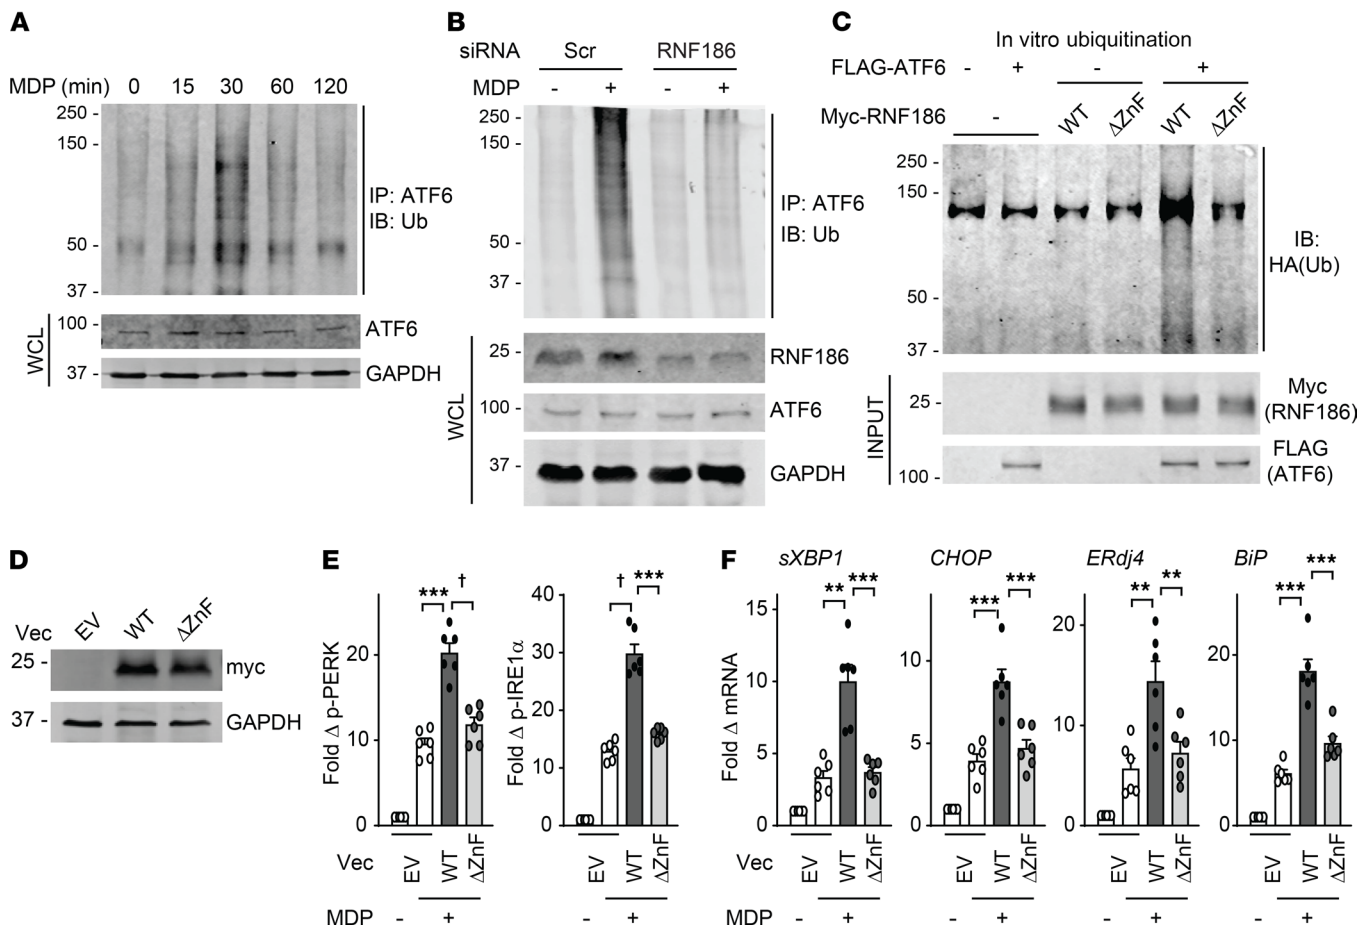 A
MDP (min) 0 15 30 60 120
250 -
150 -
50 -
37 -
IP: ATF6
IB: Ub
WCL
100 -
ATF6
37 -
GAPDH
B
siRNA Scr RNF186
MDP - + - +
250 -
150 -
50 -
37 -
IP: ATF6
IB: Ub
WCL
25 -
RNF186
100 -
ATF6
37 -
GAPDH
C
In vitro ubiquitination
FLAG-ATF6 - + - +
Myc-RNF186 - WT ΔZnF WT ΔZnF
250 -
150 -
50 -
37 -
IB:
HA(Ub)
INPUT
25 -
Myc
(RNF186)
100 -
FLAG
(ATF6)
D
Vec EV WT ΔZnF
25 -
myc
37 -
GAPDH
E
Fold Δ p-PERK
20
10
0
*** †
Vec EV WT ΔZnF
MDP - +
Fold Δ p-IRE1α
40
30
20
10
0
† ***
EV WT ΔZnF
- +
F
Fold Δ mRNA
sXBP1
15
10
5
0
** ***
Vec EV WT ΔZnF
MDP - +
CHOP
10
5
0
*** ***
EV WT ΔZnF
- +
ERdj4
20
10
0
** **
EV WT ΔZnF
- +
BiP
20
10
0
*** ***
EV WT ΔZnF
- +